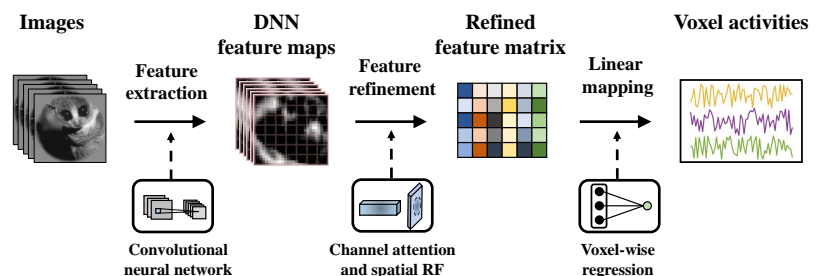 Images
DNN
feature maps
Refined
feature matrix
Voxel activities
Feature
extraction
Feature
refinement
Linear
mapping
Convolutional
neural network
Channel attention
and spatial RF
Voxel-wise
regression